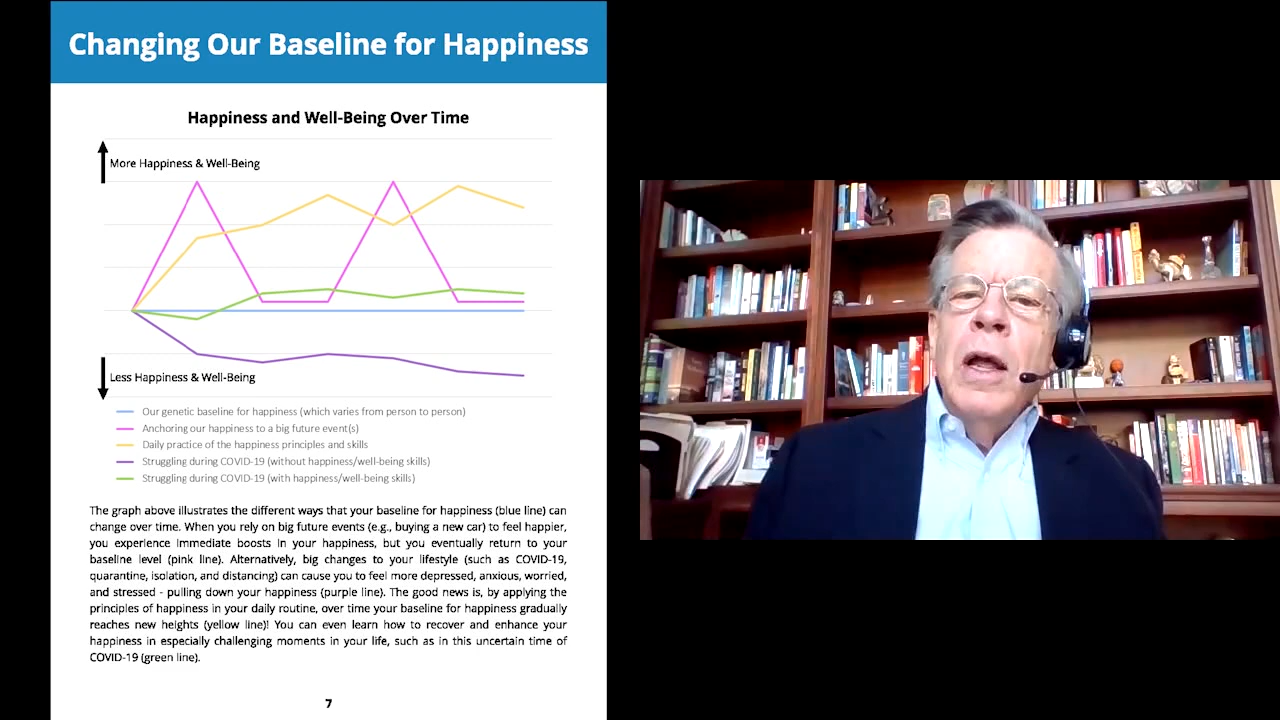 Changing Our Baseline for Happiness
Happiness and Well-Being Over Time
More Happiness & Well-Being
Less Happiness & Well-Being
Our genetic baseline for happiness (which varies from person to person)
Anchoring our happiness to a big future event(s)
Daily practice of the happiness principles and skills
Struggling during COVID-19 (without happiness/well-being skills)
Struggling during COVID-19 (with happiness/well-being skills)
The graph above illustrates the different ways that your baseline for happiness (blue line) can
change over time. When you rely on big future events (e.g., buying a new car) to feel happier,
you experience immediate boosts in your happiness, but you eventually return to your
baseline level (pink line). Alternatively, big changes to your lifestyle (such as COVID-19,
quarantine, isolation, and distancing) can cause you to feel more depressed, anxious, worried,
and stressed - pulling down your happiness (purple line). The good news is, by applying the
principles of happiness in your daily routine, over time your baseline for happiness gradually
reaches new heights (yellow line)! You can even learn how to recover and enhance your
happiness in especially challenging moments in your life, such as in this uncertain time of
COVID-19 (green line).
7